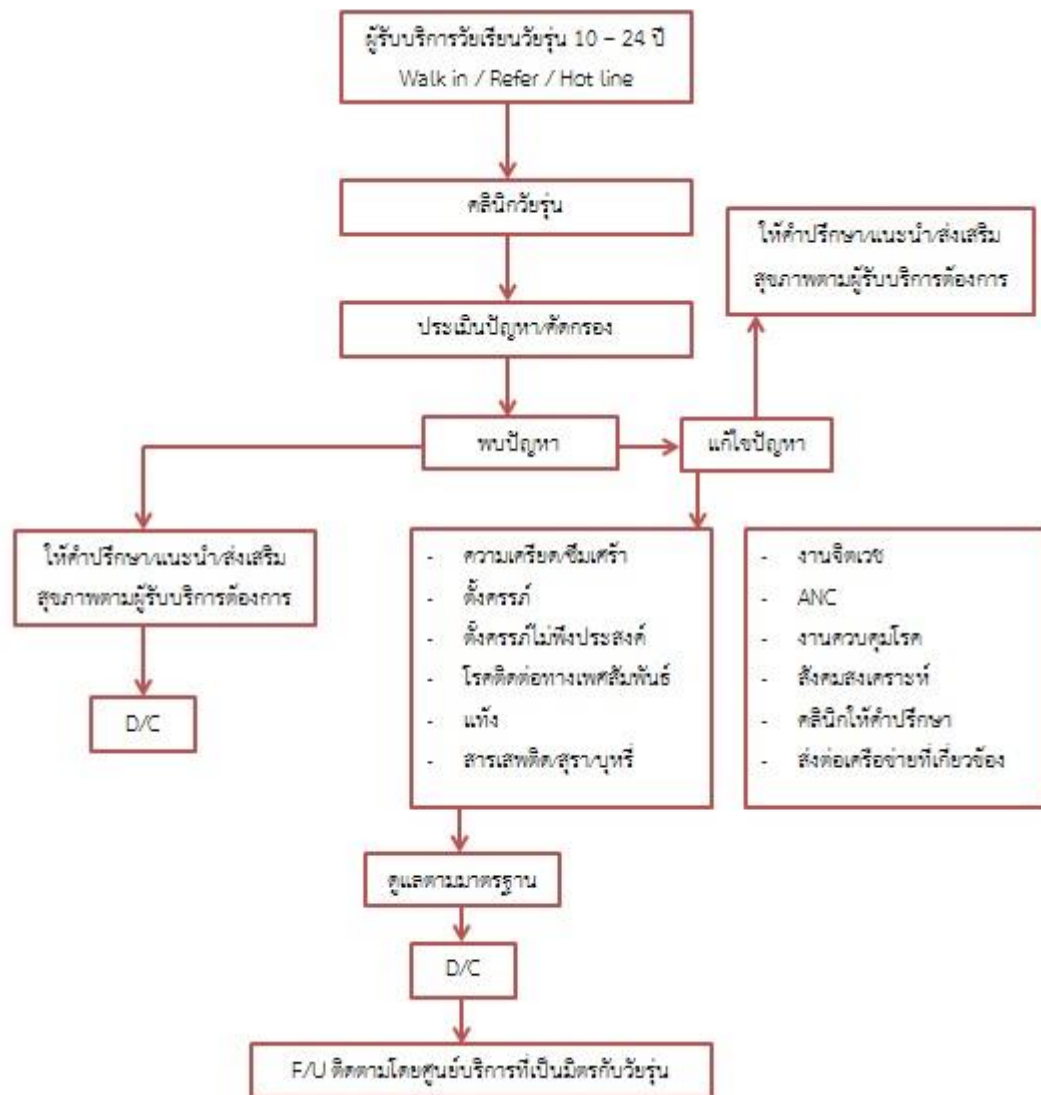 ผู้รับบริการวัยเรียนวัยรุ่น 10 – 24 ปี
Walk in / Refer / Hot line
คลินิกวัยรุ่น
ให้คำปรึกษา/แนะนำ/ส่งเสริม
สุขภาพตามผู้รับบริการต้องการ
ประเมินปัญหา/คัดกรอง
พบปัญหา
แก้ไขปัญหา
ให้คำปรึกษา/แนะนำ/ส่งเสริม
สุขภาพตามผู้รับบริการต้องการ
D/C
- ความเครียด/ซึมเศร้า
- ตั้งครรภ์
- ตั้งครรภ์ไม่พึงประสงค์
- โรคติดต่อทางเพศสัมพันธ์
- แท้ง
- สารเสพติด/สุรา/บุหรี่
- งานจิตเวช
- ANC
- งานควบคุมโรค
- สังคมสงเคราะห์
- คลินิกให้คำปรึกษา
- ส่งต่อเครือข่ายที่เกี่ยวข้อง
ดูแลตามมาตรฐาน
D/C
F/U ติดตามโดยศูนย์บริการที่เป็นมิตรกับวัยรุ่น